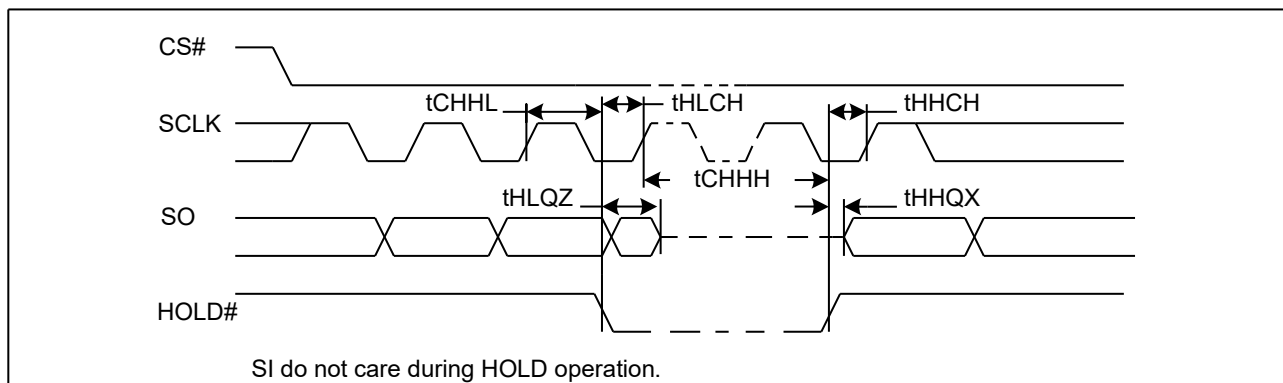 CS#
tCHHL
tHLCH
tHHCH
SCLK
tCHHH
tHLQZ
tHHQX
SO
HOLD#
SI do not care during HOLD operation.